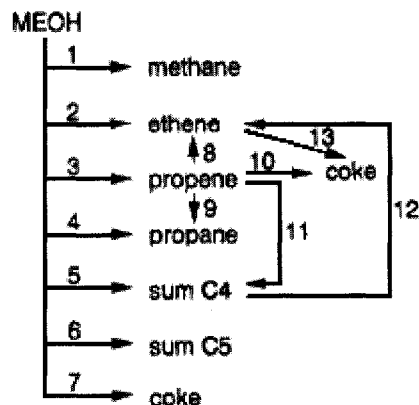 MEOH
1 methane
2 ethene
13
8
3 propene 10 coke
12
9
11
4 propane
5 sum C4
6 sum C5
7 coke